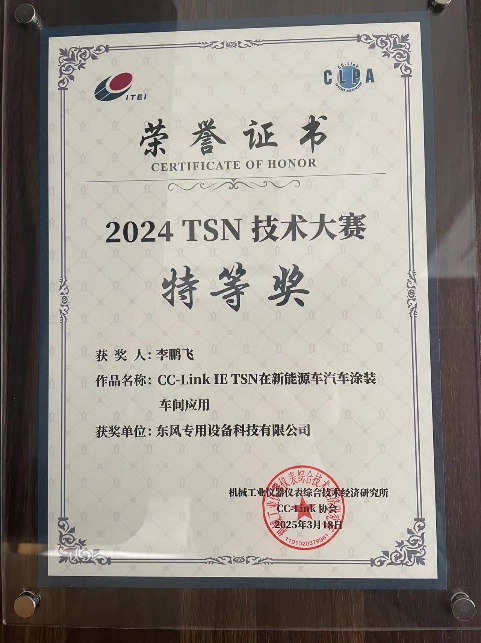 ITEI
CLPA
荣誉证书
CERTIFICATE OF HONOR
2024 TSN 技术大赛
特等奖
获 奖 人：李鹏飞
作品名称：CC-Link IE TSN在新能源车汽车涂装
车间应用
获奖单位：东风专用设备科技有限公司
机械工业仪器仪表综合技术经济研究所
CC-Link 协会
2025年3月18日